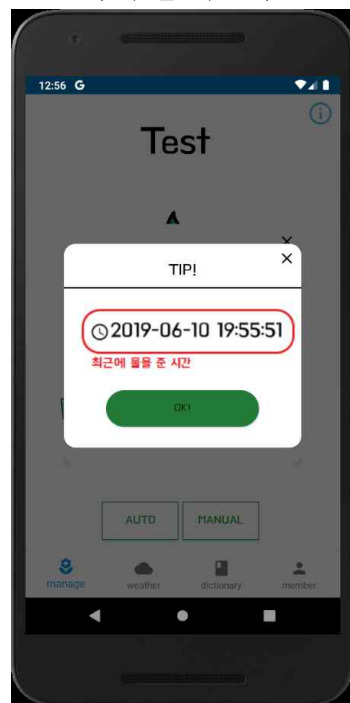 12:56 G
Test
TIP!
2019-06-10 19:55:51
최근에 물을 준 시간
OK!
AUTO MANUAL
manage weather dictionary member